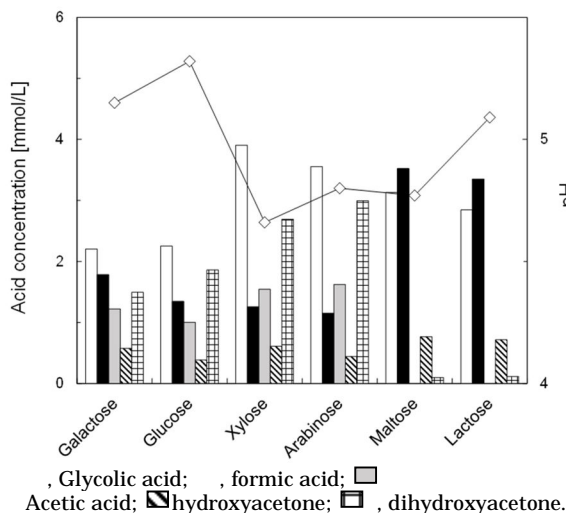 6
4
2
0
Acid concentration [mmol/L]
5
4
pH
Galactose
Glucose
Xylose
Arabinose
Maltose
Lactose
, Glycolic acid; , formic acid;
Acetic acid; hydroxyacetone; , dihydroxyacetone.